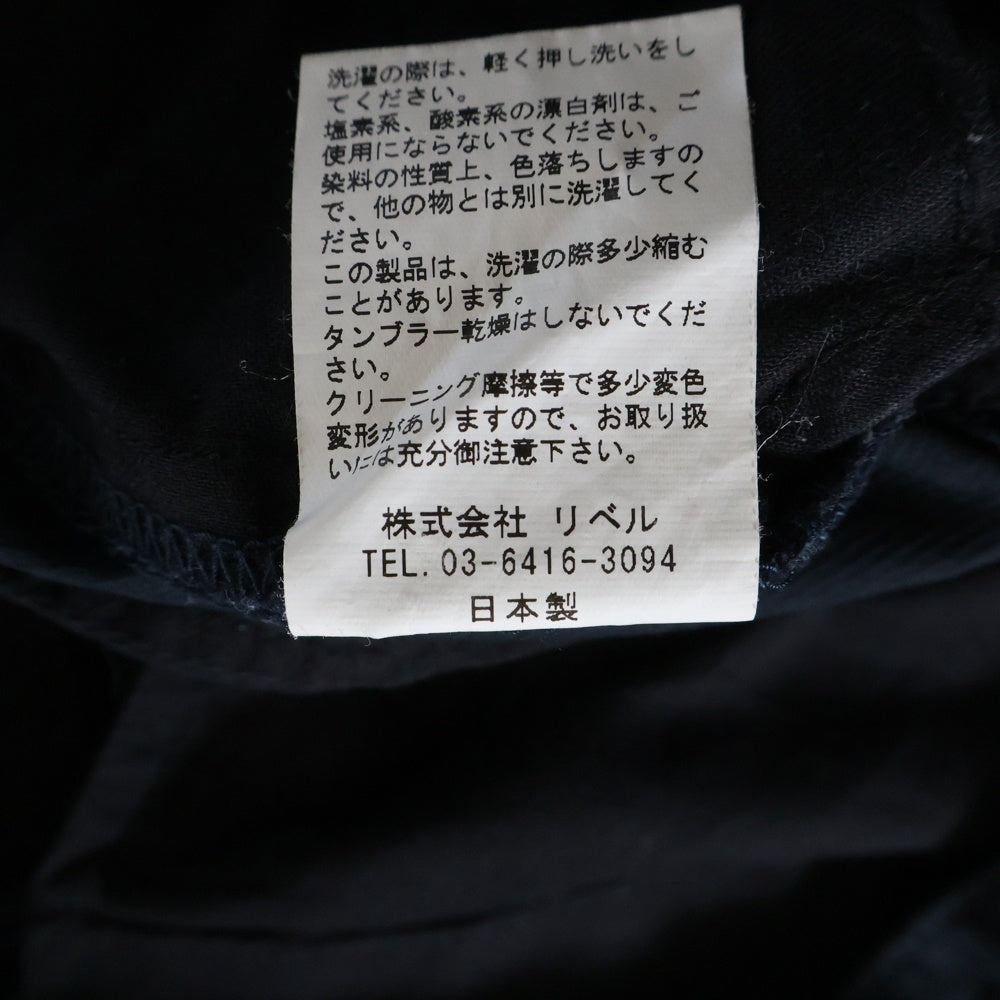 洗濯の際は、軽く押し洗いをし
てください。
塩素系、酸素系の漂白剤は、ご
使用にならないでください。
染料の性質上、色落ちしますの
で、他の物とは別に洗濯してく
ださい。
この製品は、洗濯の際多少縮む
ことがあります。
タンブラー乾燥はしないでくだ
さい。
クリーニング摩擦等で多少変色
変形がありますので、お取り扱
いには充分御注意下さい。
株式会社 リベル
TEL. 03-6416-3094
日本製